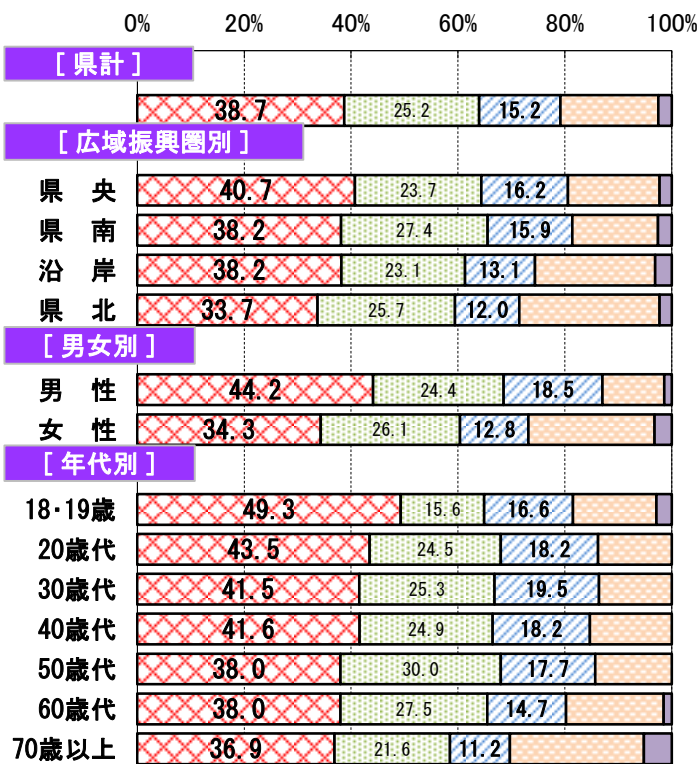 0% 20% 40% 60% 80% 100%
[ 県計 ]
38.7 25.2 15.2
[ 広域振興圏別 ]
県 央 40.7 23.7 16.2
県 南 38.2 27.4 15.9
沿 岸 38.2 23.1 13.1
県 北 33.7 25.7 12.0
[ 男女別 ]
男 性 44.2 24.4 18.5
女 性 34.3 26.1 12.8
[ 年代別 ]
18・19歳 49.3 15.6 16.6
20歳代 43.5 24.5 18.2
30歳代 41.5 25.3 19.5
40歳代 41.6 24.9 18.2
50歳代 38.0 30.0 17.7
60歳代 38.0 27.5 14.7
70歳以上 36.9 21.6 11.2